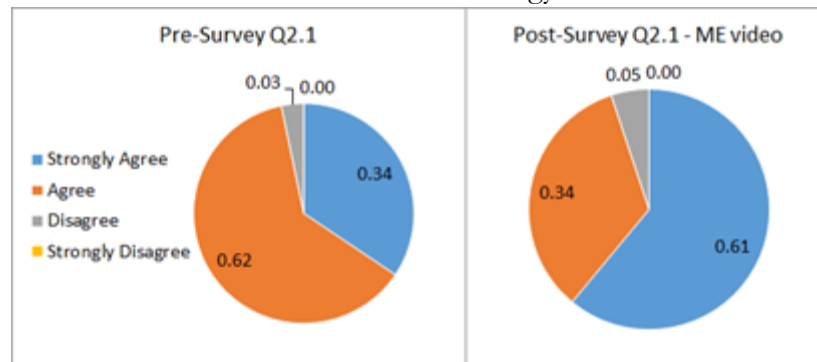 Pre-Survey Q2.1
0.03
0.00
Strongly Agree
Agree
Disagree
Strongly Disagree
0.34
0.62
Post-Survey Q2.1 - ME video
0.05
0.00
0.34
0.61